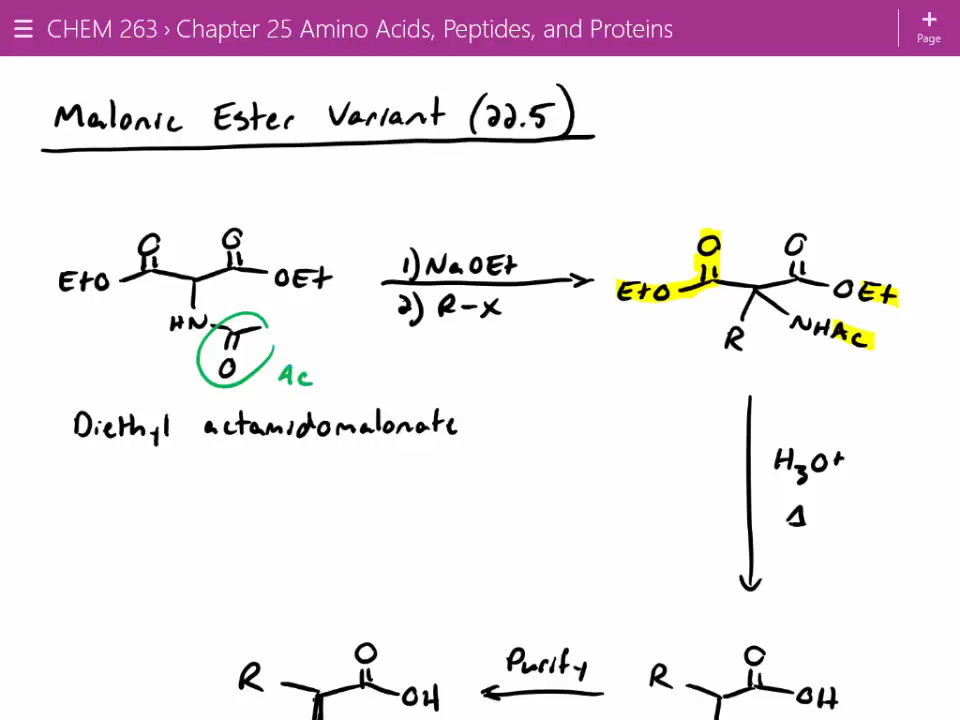 ☰ CHEM 263 › Chapter 25 Amino Acids, Peptides, and Proteins
+
Page
Malonic Ester Variant (22.5)
O O
EtO OEt
HN
O
Ac
1) NaOEt
2) R-X
O O
EtO OEt
R NHAc
Diethyl actamidomalonate
H3O+
Δ
R O OH
Purify
R O OH